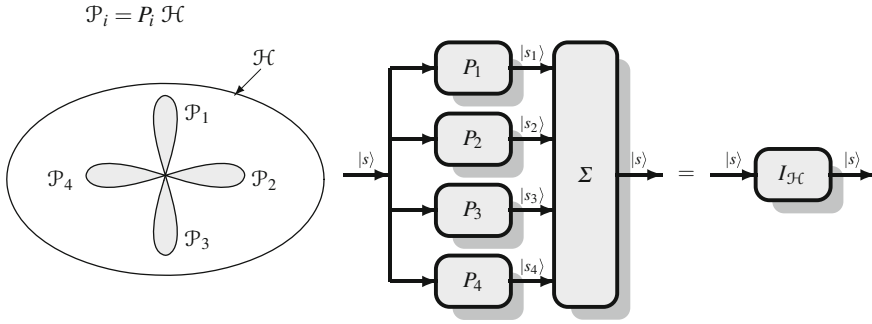 𝒫ᵢ = Pᵢ ℋ
ℋ
𝒫₁
𝒫₂
𝒫₃
𝒫₄
|s⟩
P₁
P₂
P₃
P₄
|s₁⟩
|s₂⟩
|s₃⟩
|s₄⟩
Σ
|s⟩
=
|s⟩
I_ℋ
|s⟩